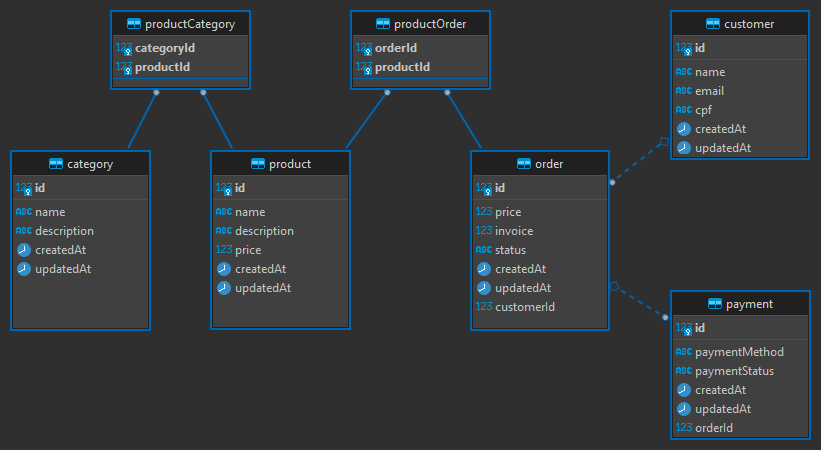 productCategory
123 categoryId
123 productId
productOrder
123 orderId
123 productId
customer
123 id
ABC name
ABC email
ABC cpf
createdAt
updatedAt
category
123 id
ABC name
ABC description
createdAt
updatedAt
product
123 id
ABC name
ABC description
123 price
createdAt
updatedAt
order
123 id
123 price
123 invoice
ABC status
createdAt
updatedAt
123 customerId
payment
123 id
ABC paymentMethod
ABC paymentStatus
createdAt
updatedAt
123 orderId